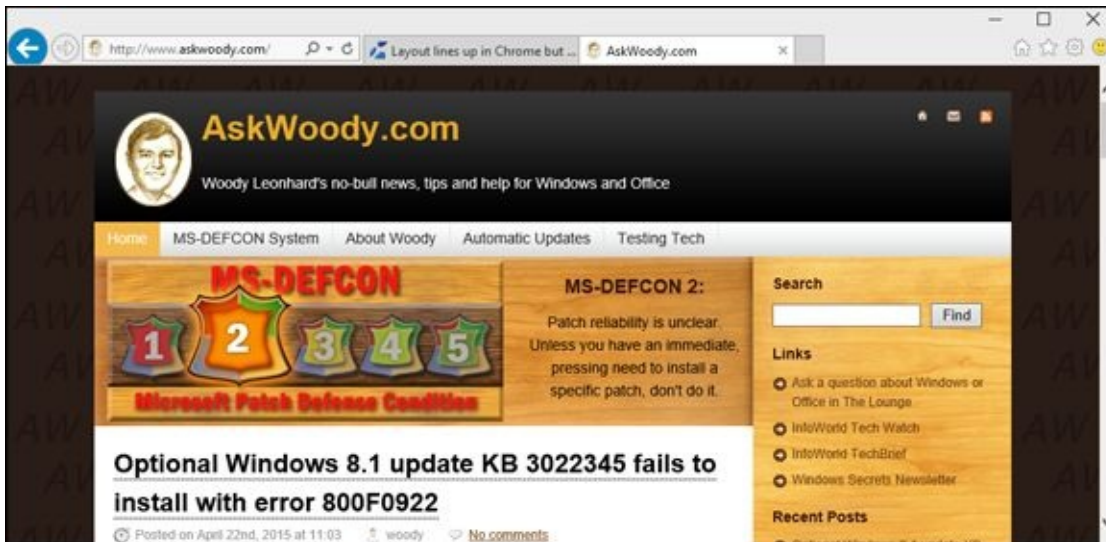 http://www.askwoody.com/
Layout lines up in Chrome but ...
AskWoody.com
AskWoody.com
Woody Leonhard's no-bull news, tips and help for Windows and Office
Home
MS-DEFCON System
About Woody
Automatic Updates
Testing Tech
MS-DEFCON
1
2
3
4
5
Microsoft Patch Defense Condition
MS-DEFCON 2:
Patch reliability is unclear.
Unless you have an immediate,
pressing need to install a
specific patch, don't do it.
Search
Find
Links
Ask a question about Windows or
Office in The Lounge
InfoWorld Tech Watch
InfoWorld TechBrief
Windows Secrets Newsletter
Recent Posts
Optional Windows 8.1 update KB 3022345 fails to
install with error 800F0922
Posted on April 22nd, 2015 at 11:03
woody
No comments